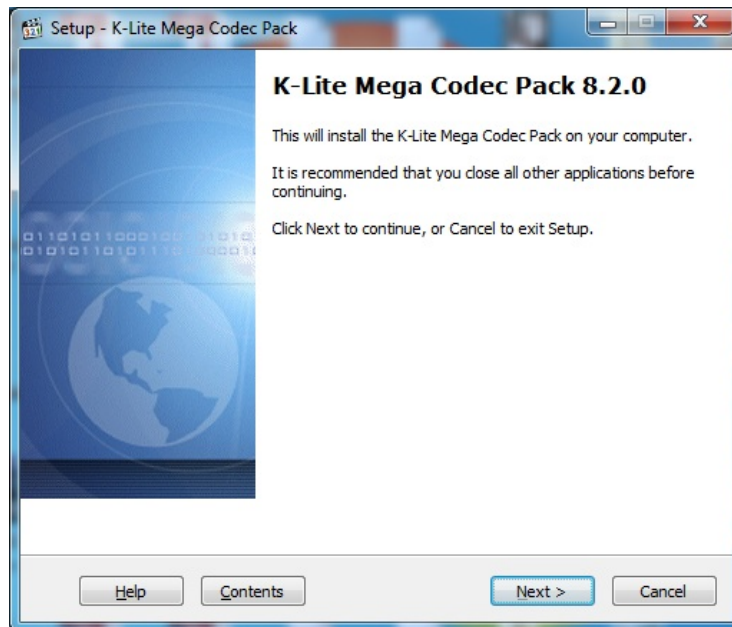 Setup - K-Lite Mega Codec Pack
K-Lite Mega Codec Pack 8.2.0
This will install the K-Lite Mega Codec Pack on your computer.
It is recommended that you close all other applications before
continuing.
Click Next to continue, or Cancel to exit Setup.
Help
Contents
Next >
Cancel